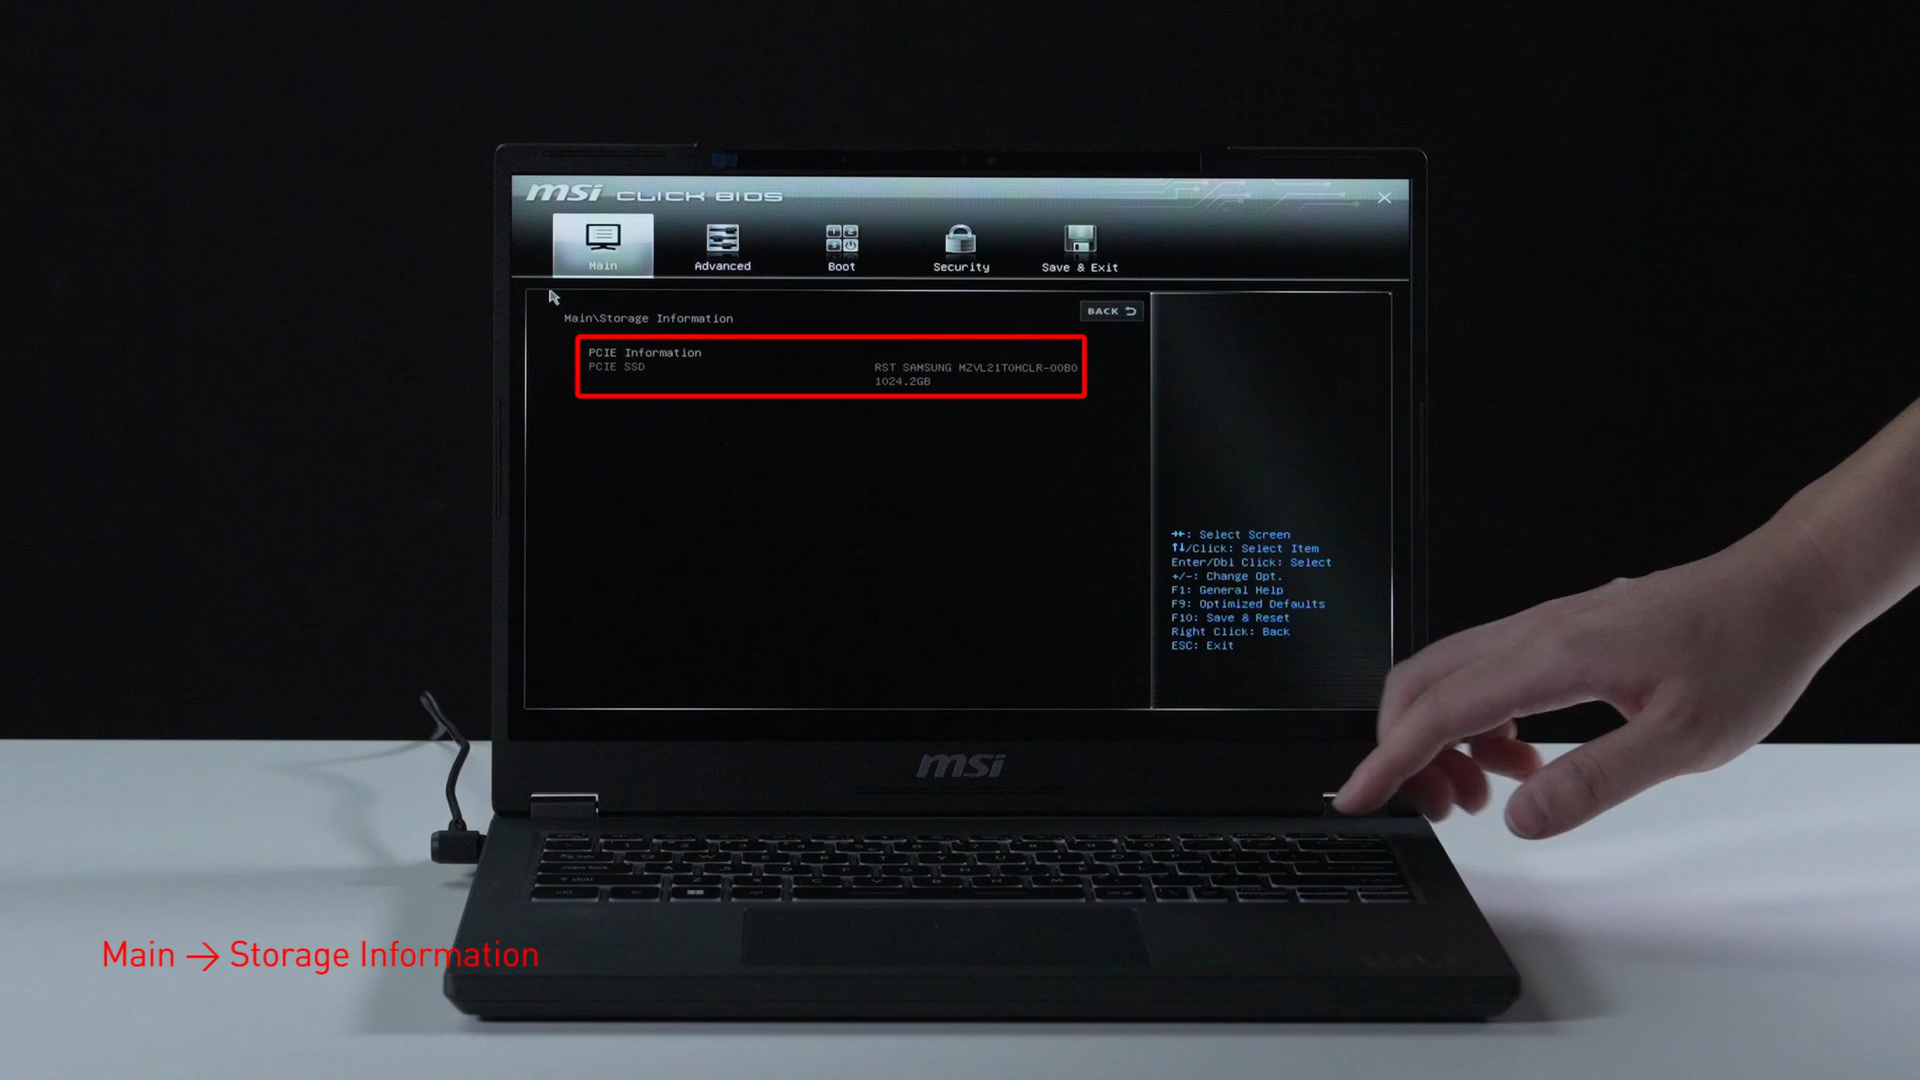 msi CLICK BIOS
Main
Advanced
Boot
Security
Save & Exit
Main\Storage Information
BACK
PCIE Information
PCIE SSD
RST SAMSUNG MZVL21T0HCLR-00B0
1024.2GB
→←: Select Screen
↑↓/Click: Select Item
Enter/Dbl Click: Select
+/-: Change Opt.
F1: General Help
F9: Optimized Defaults
F10: Save & Reset
Right Click: Back
ESC: Exit
msi
Main → Storage Information